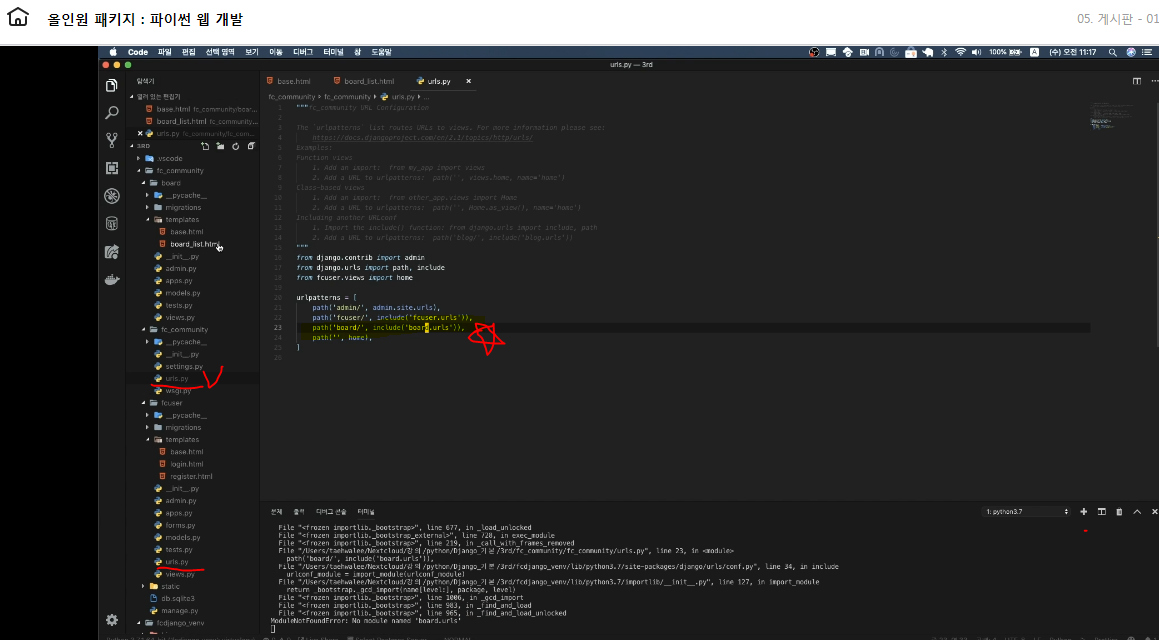 올인원 패키지 : 파이썬 웹 개발
05. 게시판 - 01
Code 파일 편집 선택 영역 보기 이동 디버그 터미널 창 도움말
100% (수) 오전 11:17
urls.py — 3rd
탐색기
열려 있는 편집기
base.html fc_community/boar...
board_list.html fc_community...
urls.py fc_community/fc_com...
3RD
.vscode
fc_community
board
__pycache__
migrations
templates
base.html
board_list.html
__init__.py
admin.py
apps.py
models.py
tests.py
views.py
fc_community
__pycache__
__init__.py
settings.py
urls.py
wsgi.py
fcuser
__pycache__
migrations
templates
base.html
login.html
register.html
__init__.py
admin.py
apps.py
forms.py
models.py
tests.py
urls.py
views.py
static
db.sqlite3
manage.py
fcdjango_venv
base.html board_list.html urls.py
fc_community > fc_community > urls.py > ...
1 """fc_community URL Configuration
2
3 The `urlpatterns` list routes URLs to views. For more information please see:
4 https://docs.djangoproject.com/en/2.1/topics/http/urls/
5 Examples:
6 Function views
7 1. Add an import: from my_app import views
8 2. Add a URL to urlpatterns: path('', views.home, name='home')
9 Class-based views
10 1. Add an import: from other_app.views import Home
11 2. Add a URL to urlpatterns: path('', Home.as_view(), name='home')
12 Including another URLconf
13 1. Import the include() function: from django.urls import include, path
14 2. Add a URL to urlpatterns: path('blog/', include('blog.urls'))
15 """
16 from django.contrib import admin
17 from django.urls import path, include
18 from fcuser.views import home
19
20 urlpatterns = [
21 path('admin/', admin.site.urls),
22 path('fcuser/', include('fcuser.urls')),
23 path('board/', include('board.urls')),
24 path('', home),
25 ]
26
문제 출력 디버그 콘솔 터미널
1: python3.7
File "<frozen importlib._bootstrap>", line 677, in _load_unlocked
File "<frozen importlib._bootstrap_external>", line 728, in exec_module
File "<frozen importlib._bootstrap>", line 219, in _call_with_frames_removed
File "/Users/taehwalee/Nextcloud/강의/python/Django_기본/3rd/fc_community/fc_community/urls.py", line 23, in <module>
path('board/', include('board.urls')),
File "/Users/taehwalee/Nextcloud/강의/python/Django_기본/3rd/fcdjango_venv/lib/python3.7/site-packages/django/urls/conf.py", line 34, in include
urlconf_module = import_module(urlconf_module)
File "/Users/taehwalee/Nextcloud/강의/python/Django_기본/3rd/fcdjango_venv/lib/python3.7/importlib/__init__.py", line 127, in import_module
return _bootstrap._gcd_import(name[level:], package, level)
File "<frozen importlib._bootstrap>", line 1006, in _gcd_import
File "<frozen importlib._bootstrap>", line 983, in _find_and_load
File "<frozen importlib._bootstrap>", line 965, in _find_and_load_unlocked
ModuleNotFoundError: No module named 'board.urls'